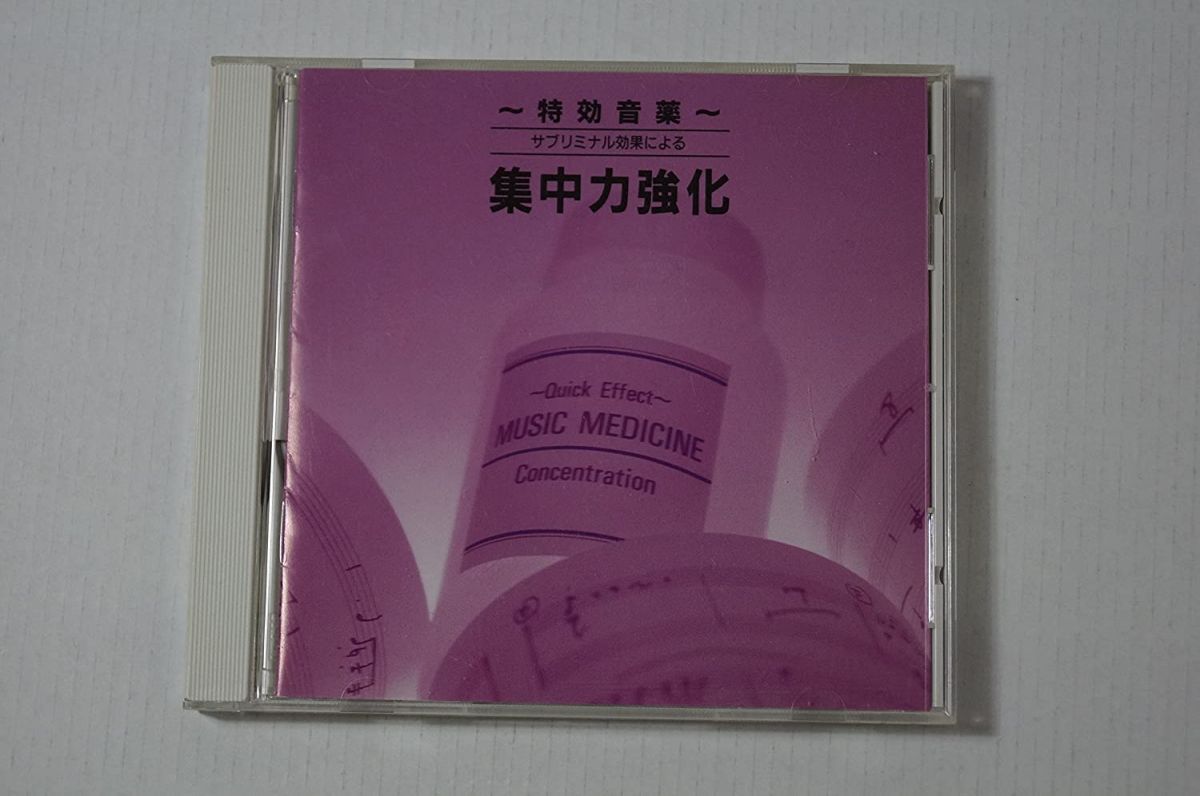 ～特効音薬～
サブリミナル効果による
集中力強化
~Quick Effect~
MUSIC MEDICINE
Concentration